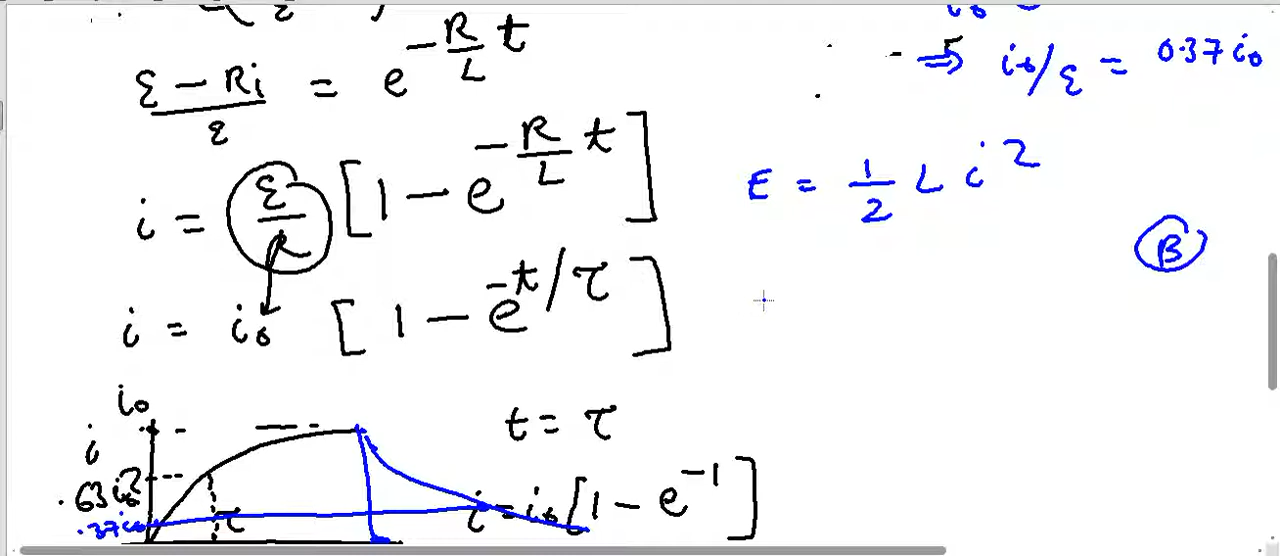 e^{-R/L t}
(ε - Ri)/ε =
i = ε/R [1 - e^{-R/L t}]
i = i₀ [1 - e^{-t/τ}]
i₀
i
.63i₀
.37i₀
τ
t = τ
i = i₀[1 - e^{-1}]
⇒ i₀/ε = 0.37 i₀
E = 1/2 L i²
B